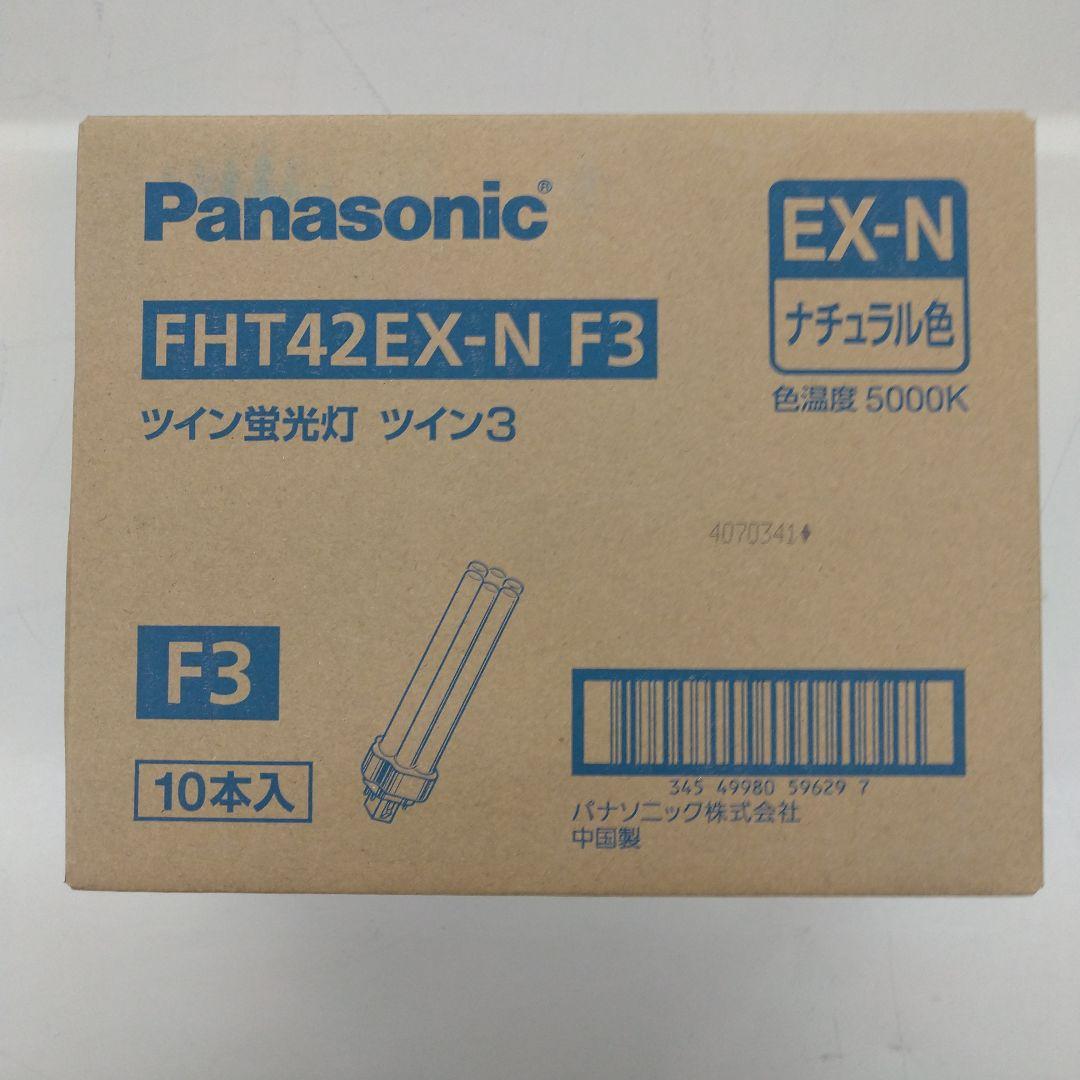 Panasonic®
EX-N
ナチュラル色
色温度 5000K
FHT42EX-N F3
ツイン蛍光灯 ツイン3
4070341♦
F3
10本入
345 49980 59629 7
パナソニック株式会社
中国製